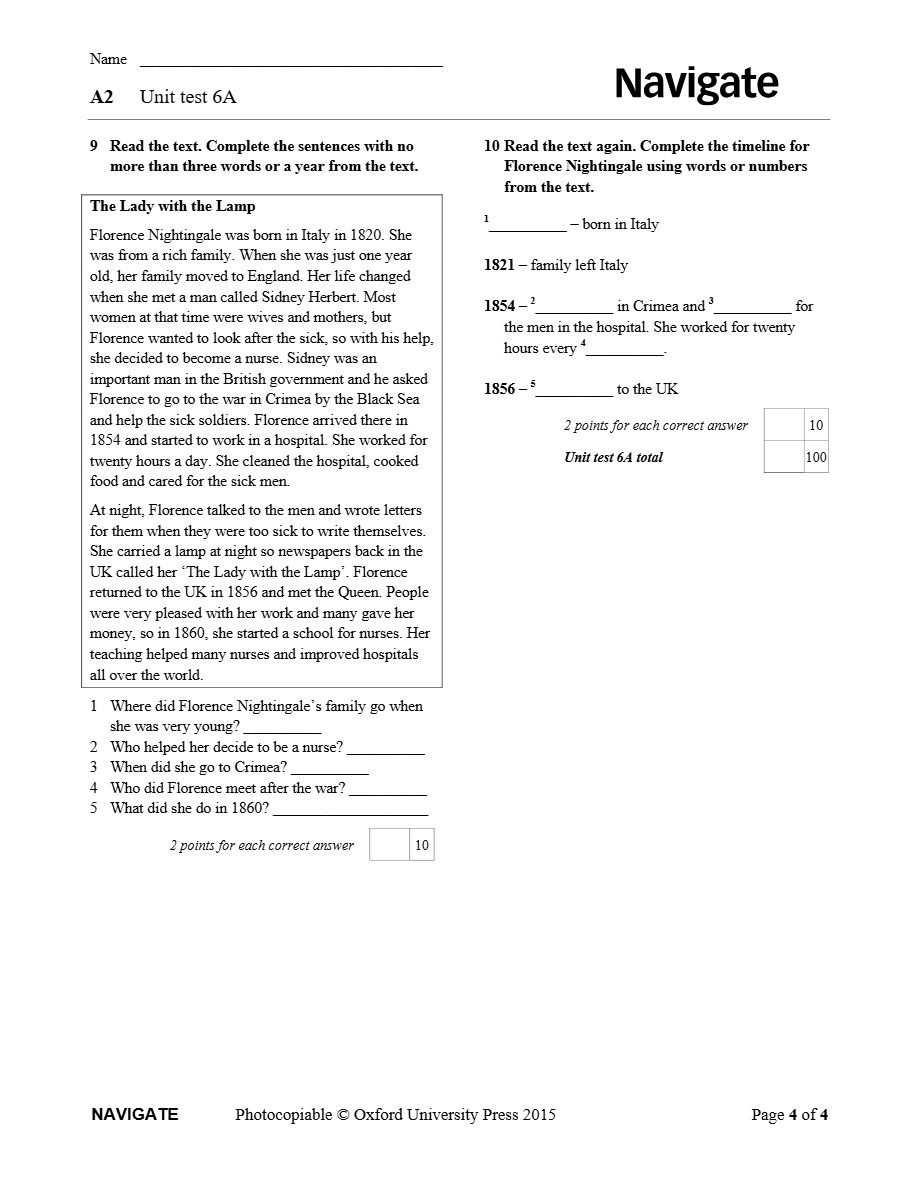 Name ______________________________________
Navigate
A2 Unit test 6A
9 Read the text. Complete the sentences with no
more than three words or a year from the text.
The Lady with the Lamp
Florence Nightingale was born in Italy in 1820. She
was from a rich family. When she was just one year
old, her family moved to England. Her life changed
when she met a man called Sidney Herbert. Most
women at that time were wives and mothers, but
Florence wanted to look after the sick, so with his help,
she decided to become a nurse. Sidney was an
important man in the British government and he asked
Florence to go to the war in Crimea by the Black Sea
and help the sick soldiers. Florence arrived there in
1854 and started to work in a hospital. She worked for
twenty hours a day. She cleaned the hospital, cooked
food and cared for the sick men.
At night, Florence talked to the men and wrote letters
for them when they were too sick to write themselves.
She carried a lamp at night so newspapers back in the
UK called her ‘The Lady with the Lamp’. Florence
returned to the UK in 1856 and met the Queen. People
were very pleased with her work and many gave her
money, so in 1860, she started a school for nurses. Her
teaching helped many nurses and improved hospitals
all over the world.
1 Where did Florence Nightingale’s family go when
she was very young? __________
2 Who helped her decide to be a nurse? __________
3 When did she go to Crimea? __________
4 Who did Florence meet after the war? __________
5 What did she do in 1860? ____________________
2 points for each correct answer 10
10 Read the text again. Complete the timeline for
Florence Nightingale using words or numbers
from the text.
1__________ – born in Italy
1821 – family left Italy
1854 – 2__________ in Crimea and 3__________ for
the men in the hospital. She worked for twenty
hours every 4__________.
1856 – 5__________ to the UK
2 points for each correct answer 10
Unit test 6A total 100
NAVIGATE Photocopiable © Oxford University Press 2015 Page 4 of 4